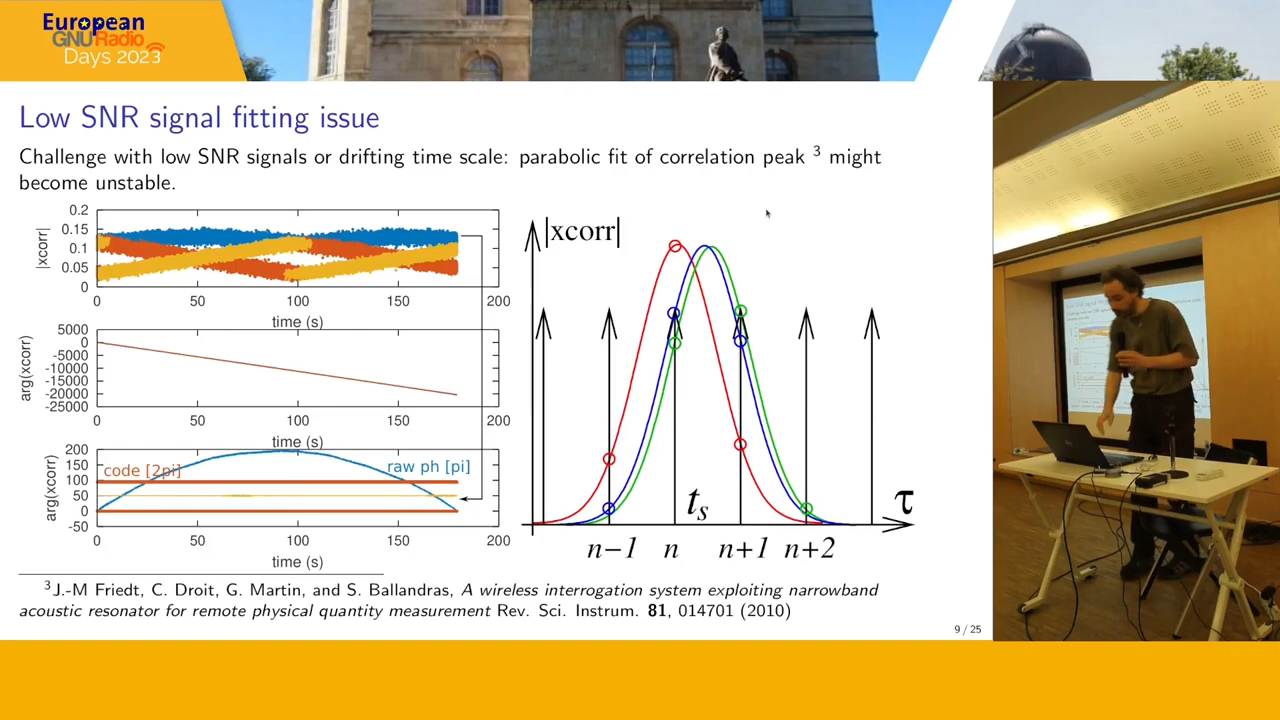 European
GNURadio
Days 2023
Low SNR signal fitting issue
Challenge with low SNR signals or drifting time scale: parabolic fit of correlation peak 3 might
become unstable.
|xcorr|
0.2
0.15
0.1
0.05
0
0 50 100 150 200
time (s)
arg(xcorr)
5000
0
-5000
-10000
-15000
-20000
-25000
0 50 100 150 200
time (s)
arg(xcorr)
200
150
100
50
0
-50
code [2pi]
raw ph [pi]
0 50 100 150 200
time (s)
|xcorr|
ts
τ
n−1 n n+1 n+2
3J.-M Friedt, C. Droit, G. Martin, and S. Ballandras, A wireless interrogation system exploiting narrowband
acoustic resonator for remote physical quantity measurement Rev. Sci. Instrum. 81, 014701 (2010)
9 / 25